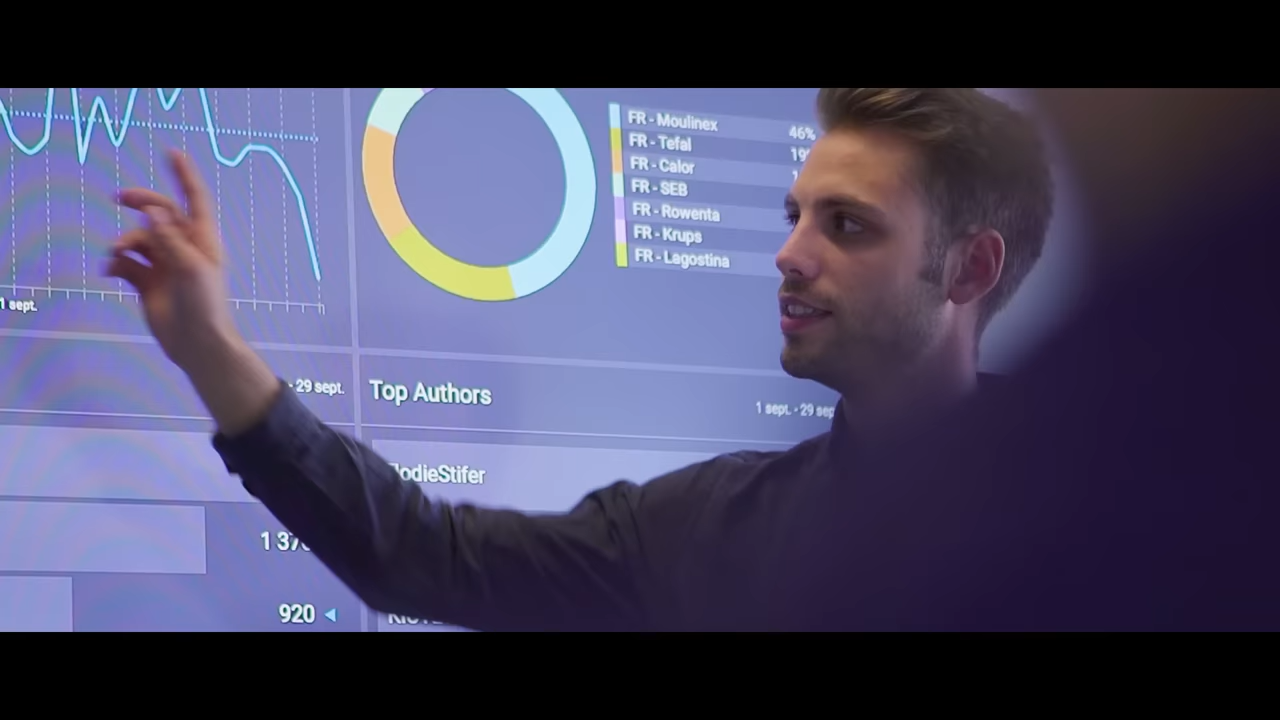 FR - Moulinex 46%
FR - Tefal
FR - Calor
FR - SEB
FR - Rowenta
FR - Krups
FR - Lagostina
1 sept.
- 29 sept.
Top Authors
1 sept. - 29
920